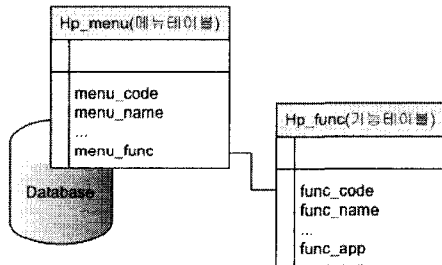 Hp_menu(메뉴테이블)
menu_code
menu_name
...
menu_func
Database
Hp_func(기능테이블)
func_code
func_name
...
func_app